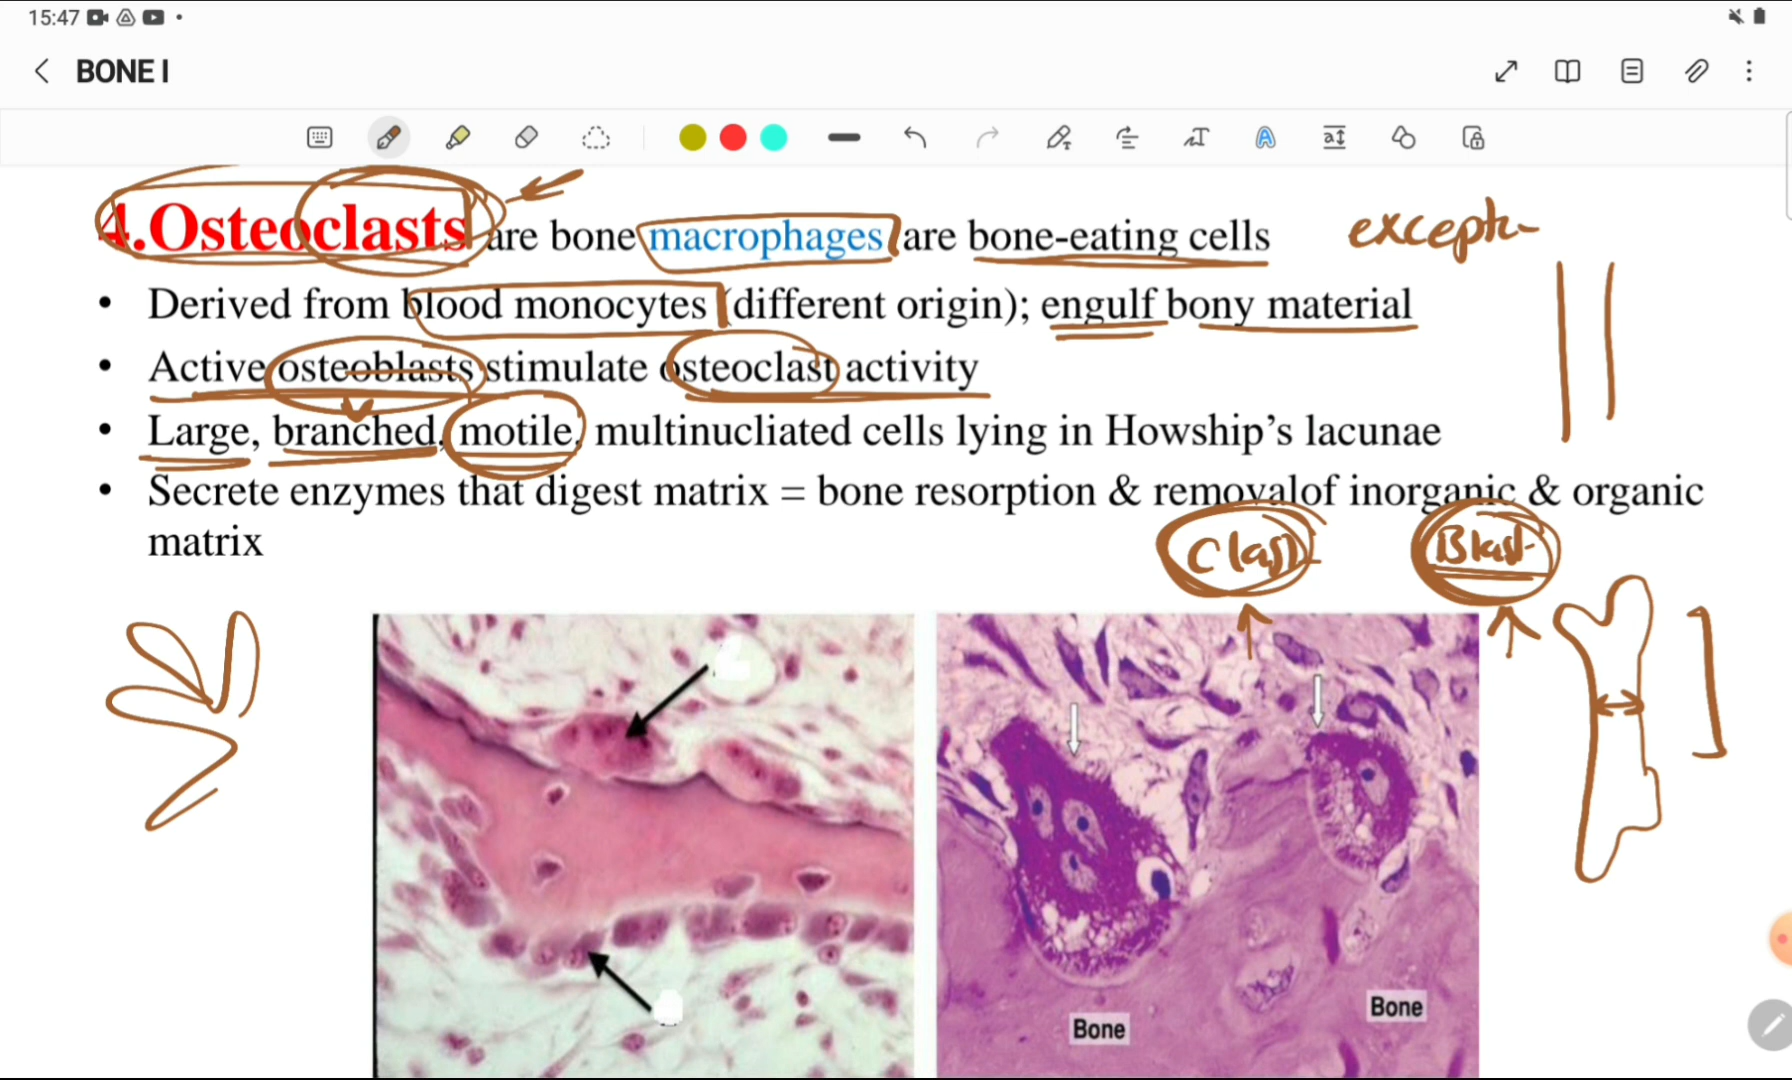 15:47
BONE I
4.Osteoclasts are bone macrophages are bone-eating cells
except
• Derived from blood monocytes (different origin); engulf bony material
• Active osteoblasts stimulate osteoclast activity
• Large, branched, motile, multinucliated cells lying in Howship’s lacunae
• Secrete enzymes that digest matrix = bone resorption & removalof inorganic & organic
matrix
Clast
Blast
Bone
Bone